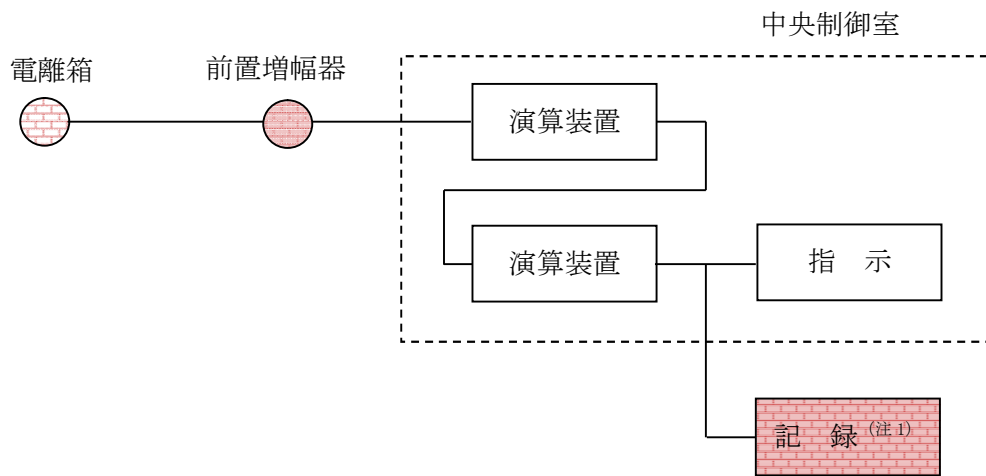 中央制御室
電離箱
前置増幅器
演算装置
演算装置
指　示
記　録（注1）